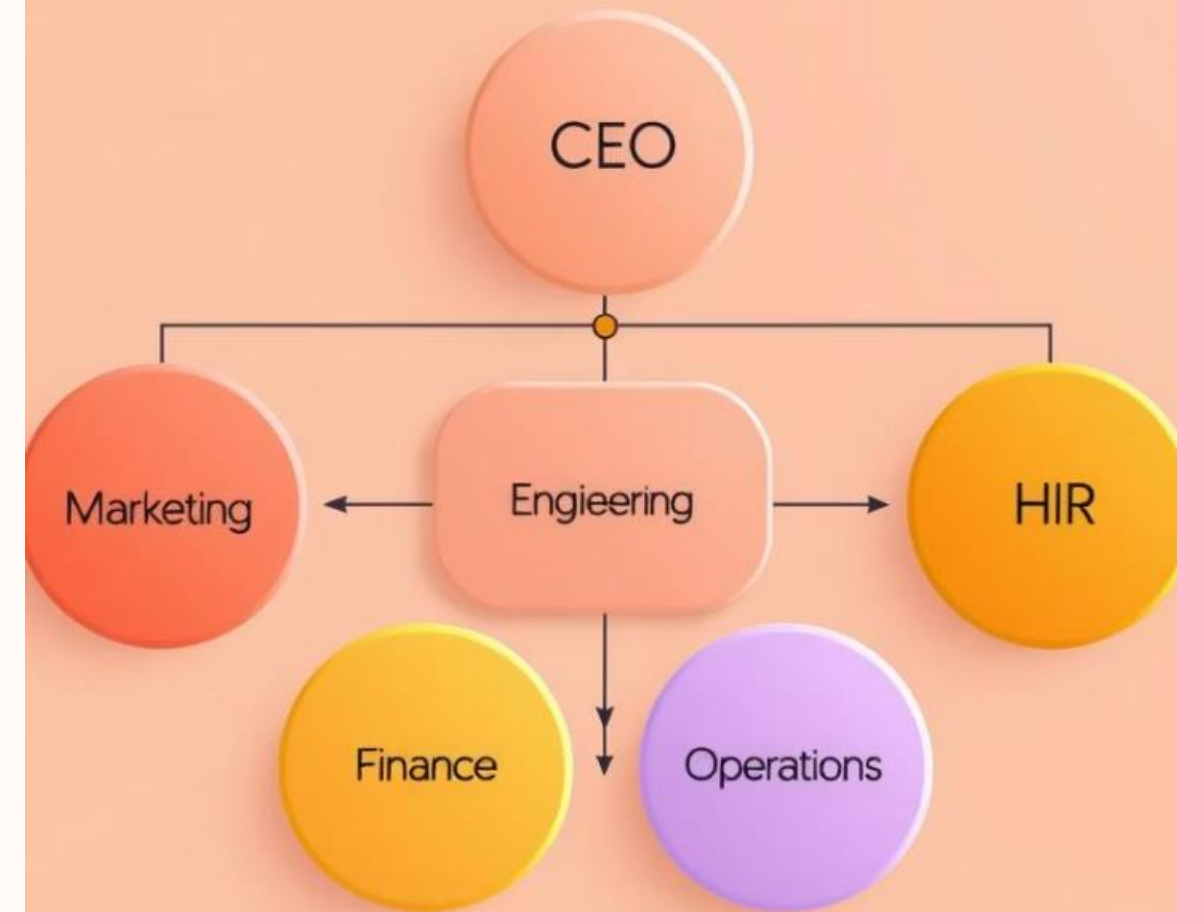 CEO
Marketing
Engieering
HIR
Finance
Operations